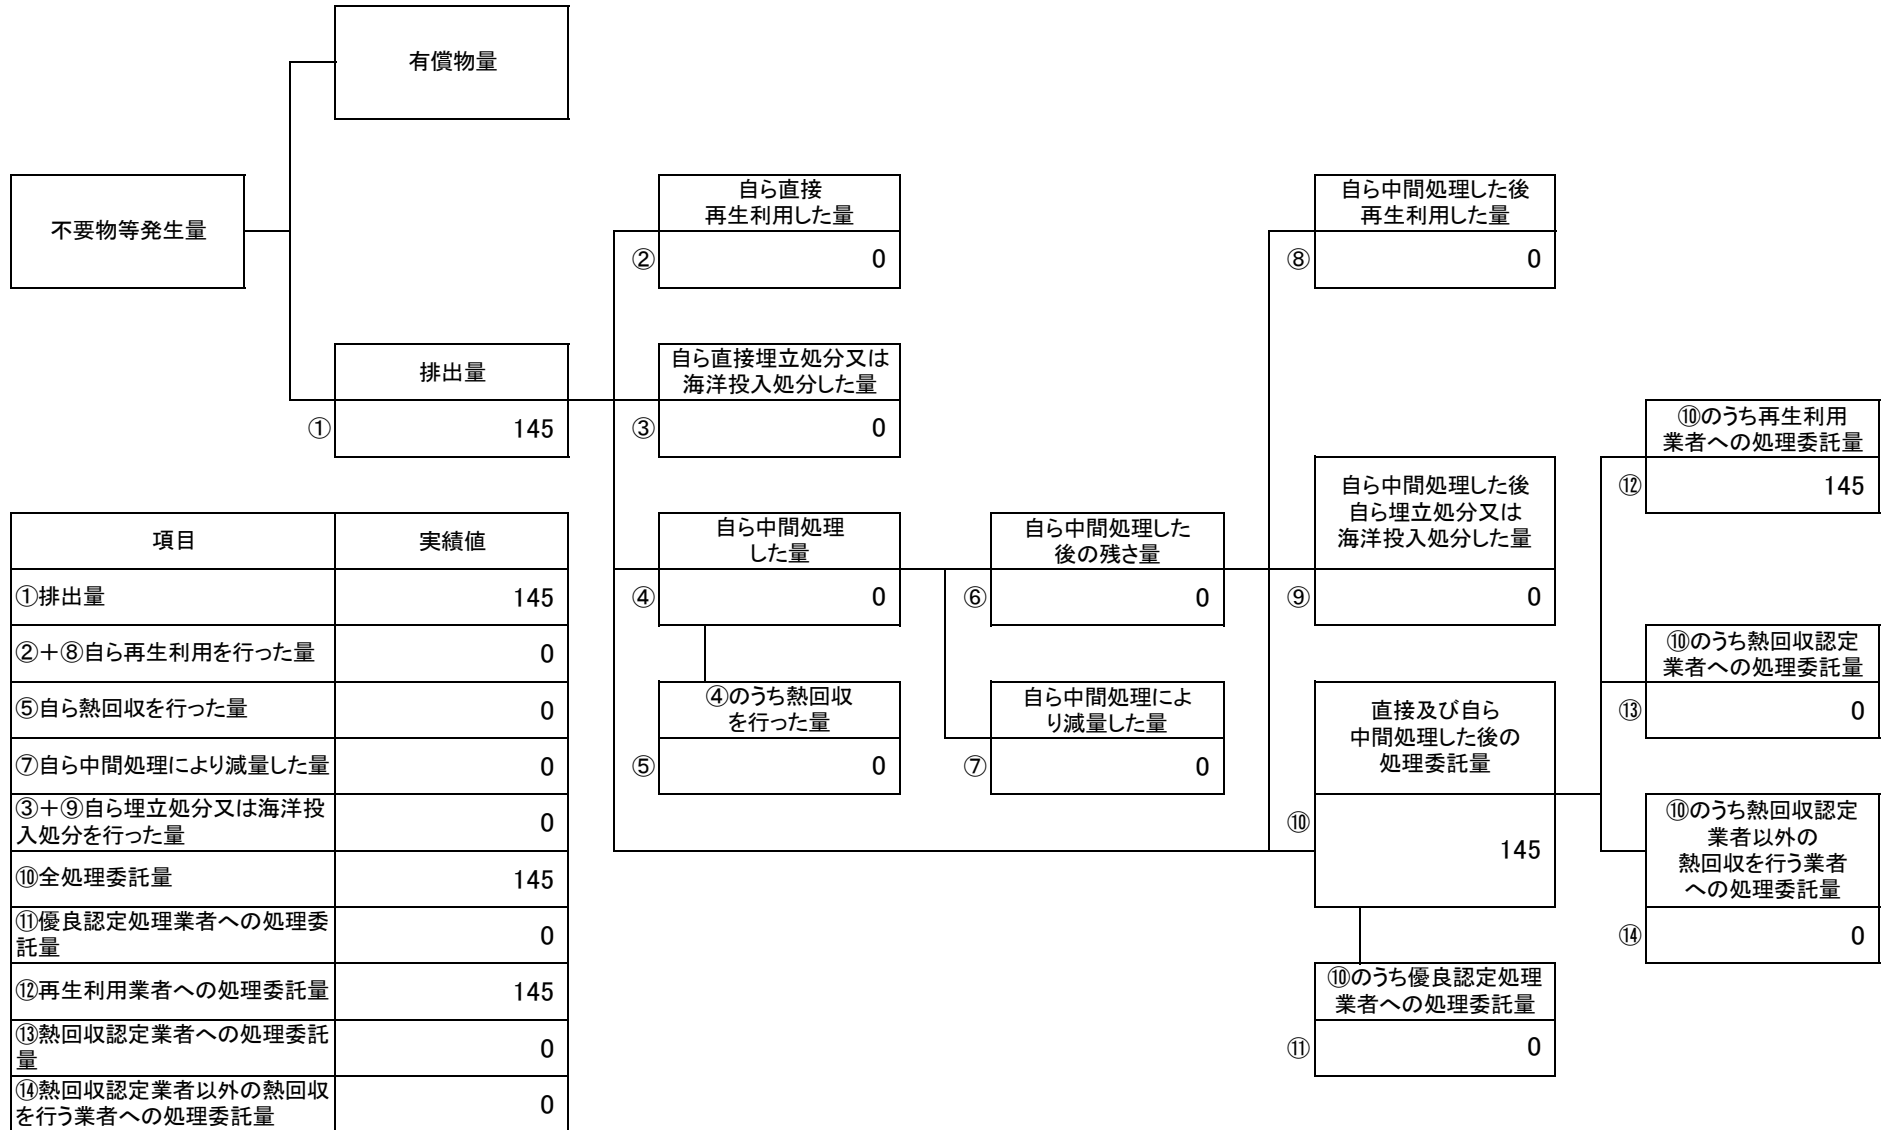 有償物量
不要物等発生量
排出量
①
145
自ら直接
再生利用した量
②
0
自ら直接埋立処分又は
海洋投入処分した量
③
0
自ら中間処理
した量
④
0
④のうち熱回収
を行った量
⑤
0
自ら中間処理した
後の残さ量
⑥
0
自ら中間処理によ
り減量した量
⑦
0
自ら中間処理した後
再生利用した量
⑧
0
自ら中間処理した後
自ら埋立処分又は
海洋投入処分した量
⑨
0
直接及び自ら
中間処理した後の
処理委託量
⑩
145
⑩のうち優良認定処理
業者への処理委託量
⑪
0
⑩のうち再生利用
業者への処理委託量
⑫
145
⑩のうち熱回収認定
業者への処理委託量
⑬
0
⑩のうち熱回収認定
業者以外の
熱回収を行う業者
への処理委託量
⑭
0
項目 実績値
①排出量 145
②+⑧自ら再生利用を行った量 0
⑤自ら熱回収を行った量 0
⑦自ら中間処理により減量した量 0
③+⑨自ら埋立処分又は海洋投
入処分を行った量 0
⑩全処理委託量 145
⑪優良認定処理業者への処理委
託量 0
⑫再生利用業者への処理委託量 145
⑬熱回収認定業者への処理委託
量 0
⑭熱回収認定業者以外の熱回収
を行う業者への処理委託量 0